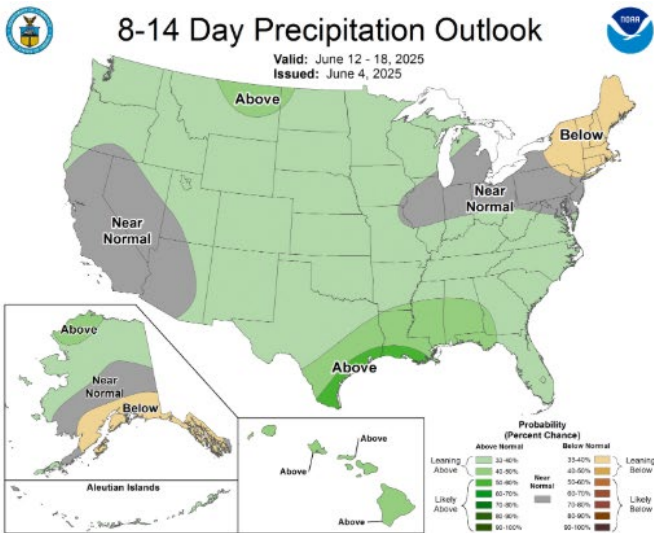 8-14 Day Precipitation Outlook
Valid: June 12 - 18, 2025
Issued: June 4, 2025
NOAA
Above
Below
Near
Normal
Near
Normal
Above
Above
Near
Normal
Below
Aleutian Islands
Above
Above
Above
Probability
(Percent Chance)
Above Normal
Below Normal
Leaning
Above
Likely
Above
33-40%
40-50%
50-60%
60-70%
70-80%
80-90%
90-100%
Near
Normal
33-40%
40-50%
50-60%
60-70%
70-80%
80-90%
90-100%
Leaning
Below
Likely
Below